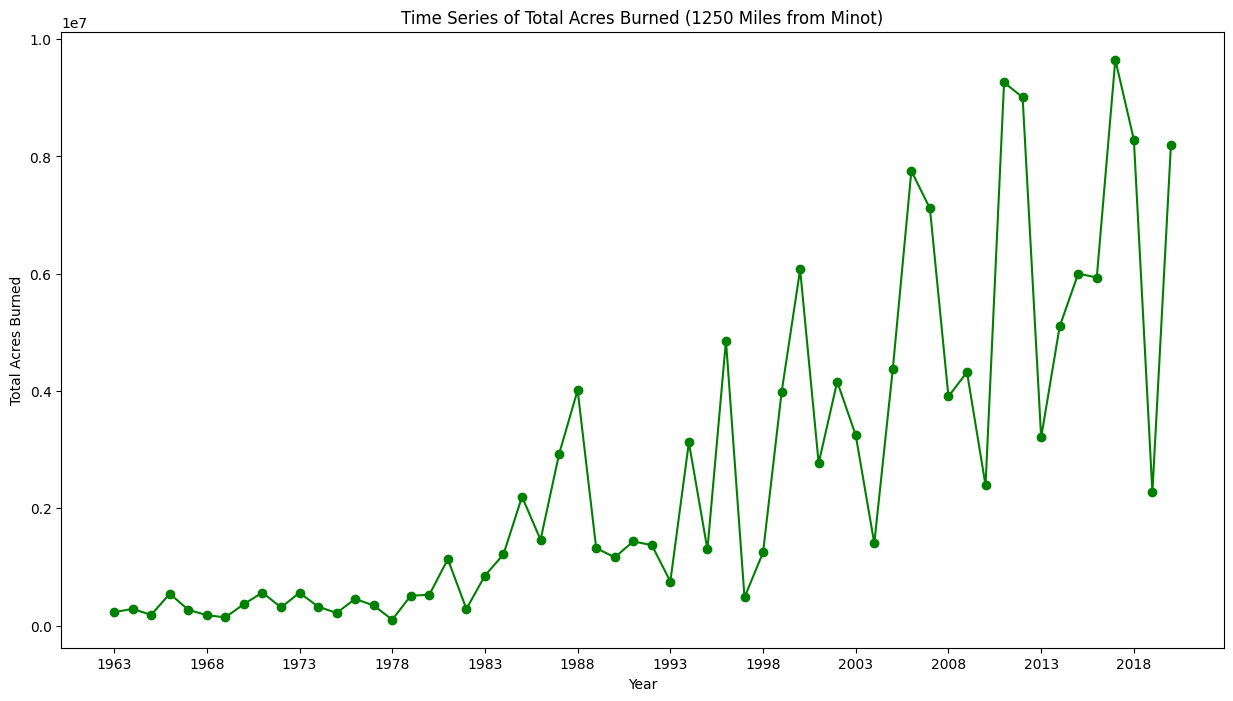 Time Series of Total Acres Burned (1250 Miles from Minot)
1e7
1.0
0.8
0.6
0.4
0.2
0.0
Total Acres Burned
1963 1968 1973 1978 1983 1988 1993 1998 2003 2008 2013 2018
Year